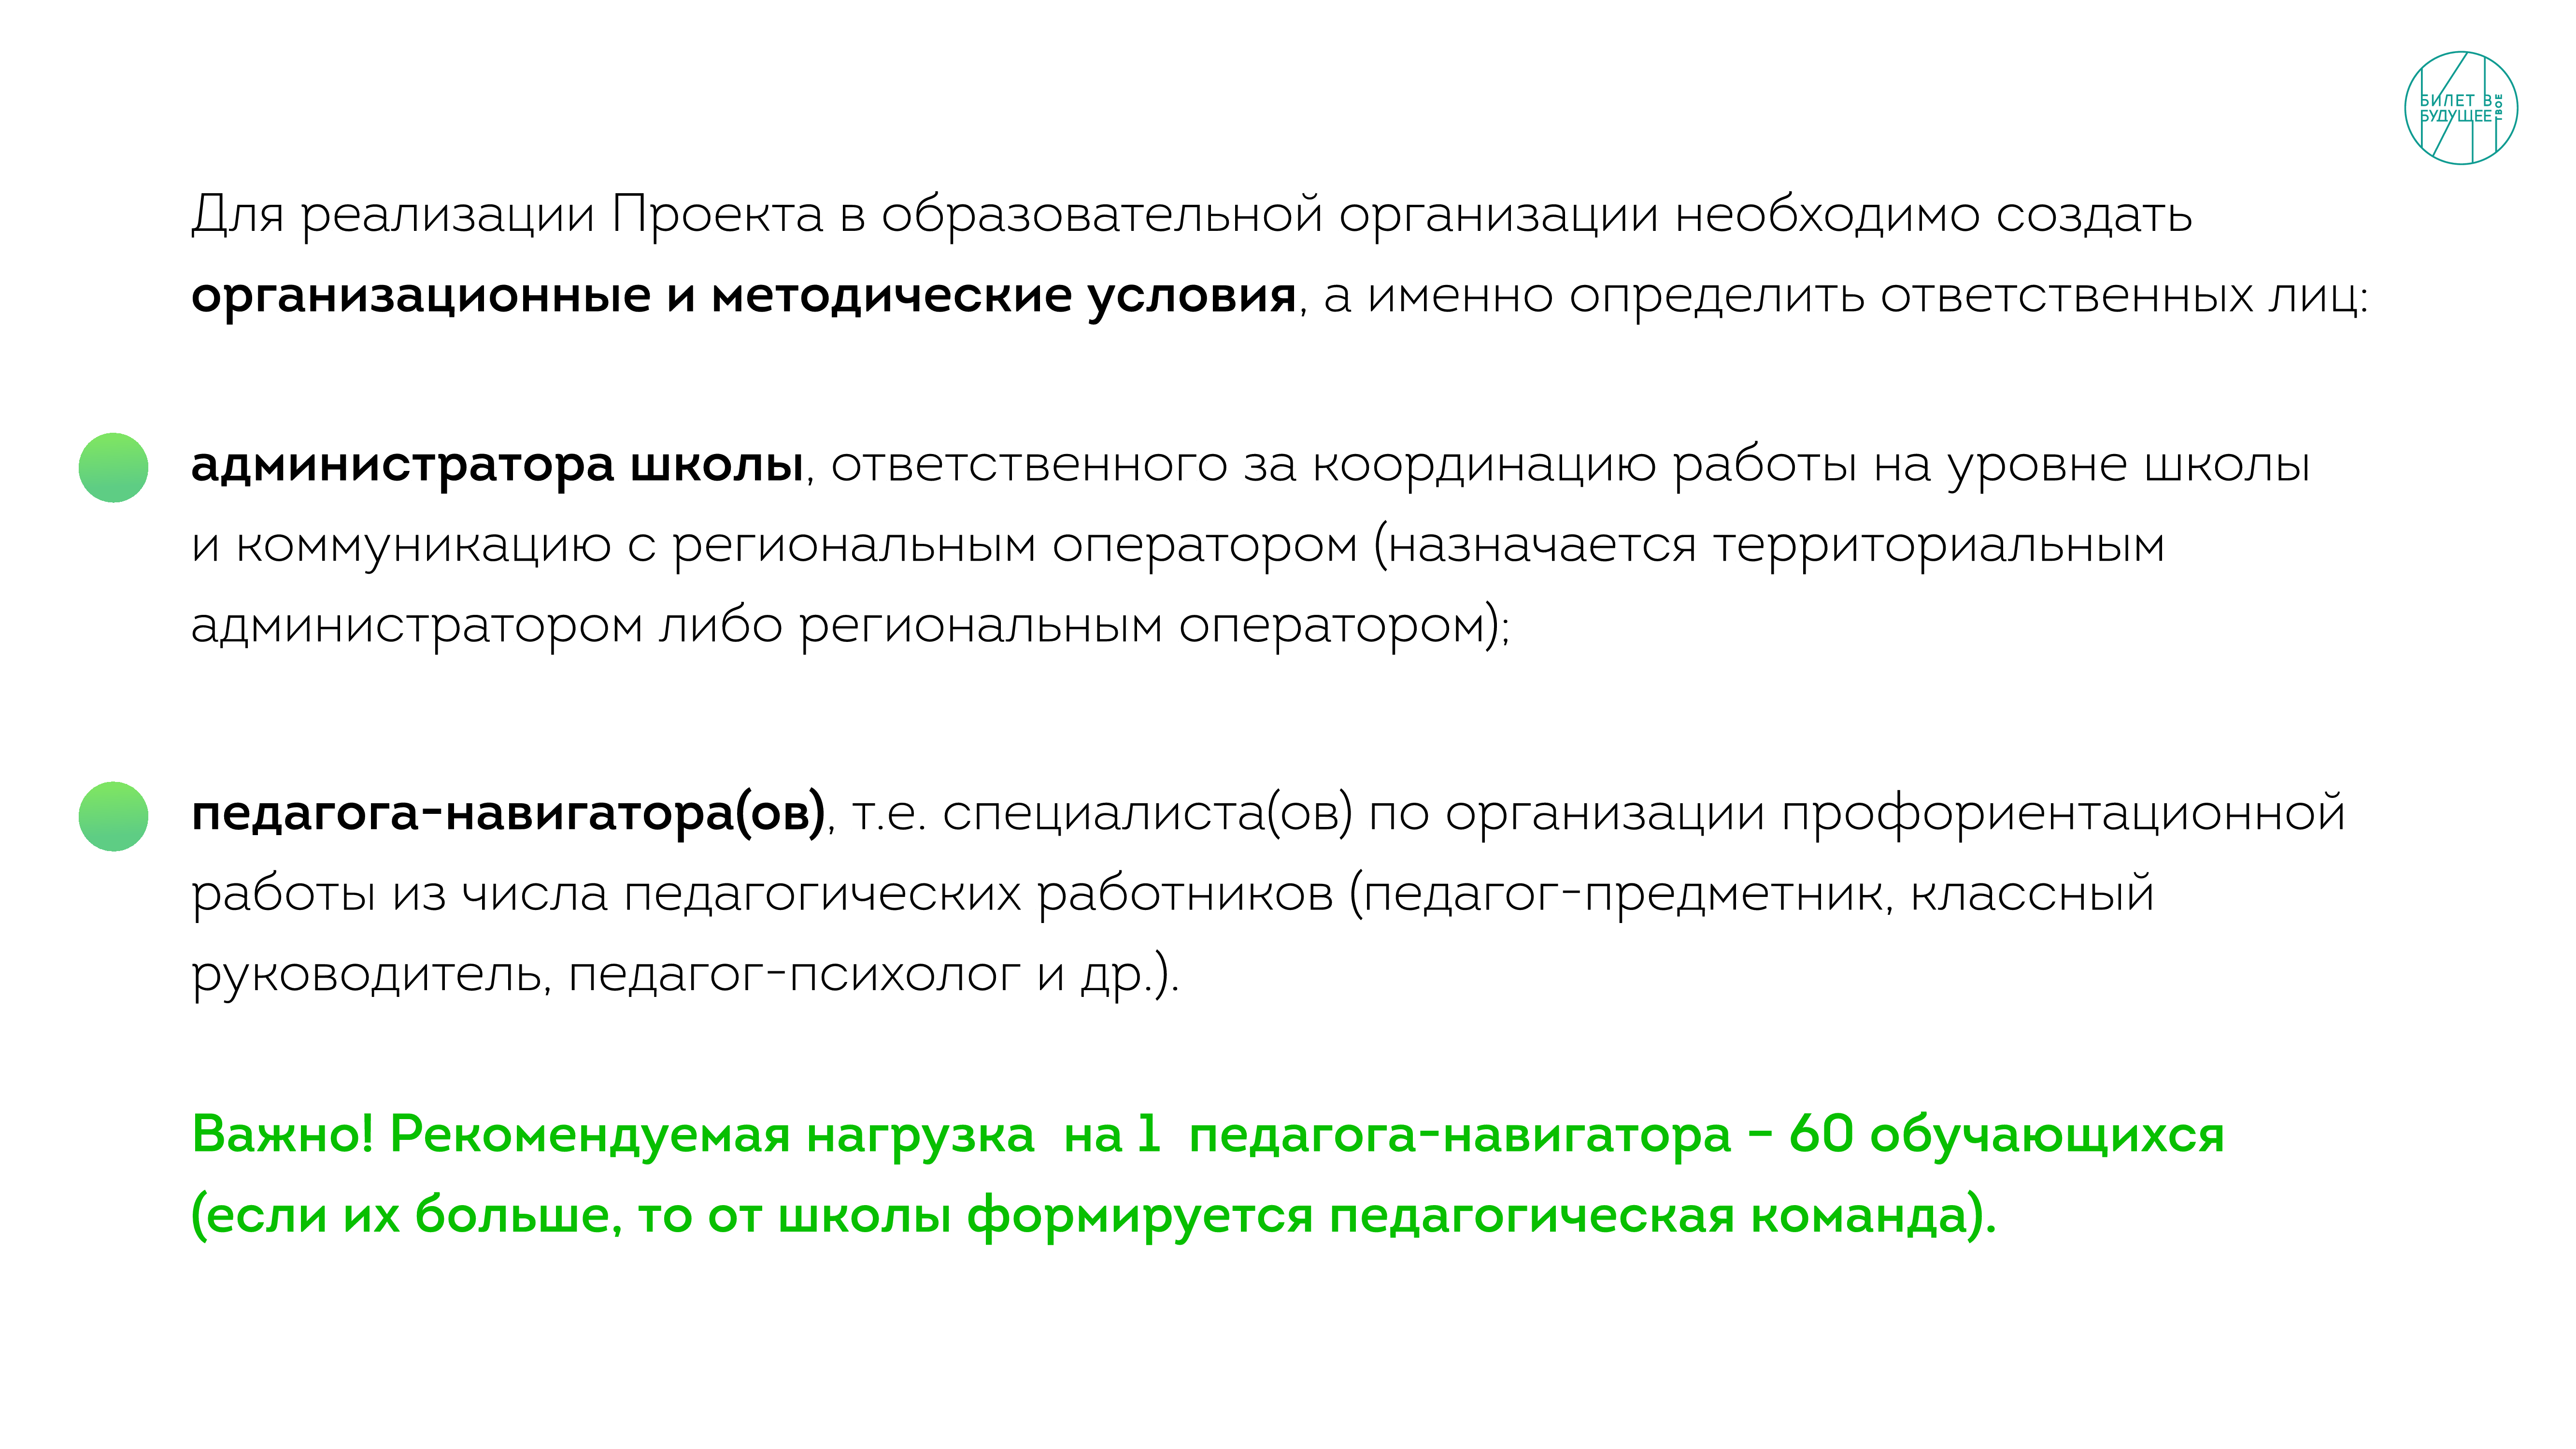 БИЛЕТ В
БУДУЩЕЕ
ТВОЕ
Для реализации Проекта в образовательной организации необходимо создать
организационные и методические условия, а именно определить ответственных лиц:
администратора школы, ответственного за координацию работы на уровне школы
и коммуникацию с региональным оператором (назначается территориальным
администратором либо региональным оператором);
педагога-навигатора(ов), т.е. специалиста(ов) по организации профориентационной
работы из числа педагогических работников (педагог-предметник, классный
руководитель, педагог-психолог и др.).
Важно! Рекомендуемая нагрузка  на 1  педагога-навигатора – 60 обучающихся
(если их больше, то от школы формируется педагогическая команда).